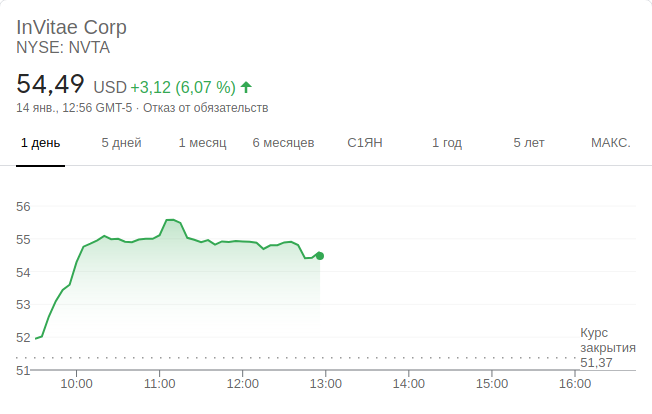 InVitae Corp
NYSE: NVTA
54,49 USD +3,12 (6,07 %)
14 янв., 12:56 GMT-5 · Отказ от обязательств
1 день 5 дней 1 месяц 6 месяцев С1ЯН 1 год 5 лет МАКС.
56
55
54
53
52
Курс
закрытия
51,37
51
10:00 11:00 12:00 13:00 14:00 15:00 16:00